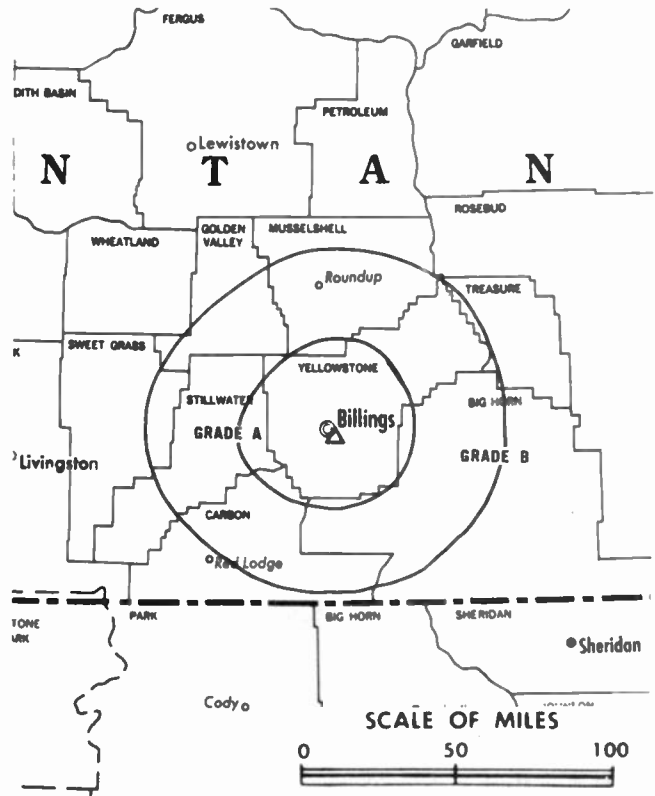 FERGUS
GARFIELD
DITH BASIN
PETROLEUM
Lewistown
N T A N
ROSEBUD
WHEATLAND
GOLDEN
VALLEY
MUSSELSHELL
Roundup
TREASURE
K
SWEET GRASS
YELLOWSTONE
STILLWATER
BIG HORN
Billings
GRADE A
GRADE B
Livingston
CARBON
Red Lodge
PARK
BIG HORN
SHERIDAN
TONE
ARK
Sheridan
Cody
SCALE OF MILES
0 50 100